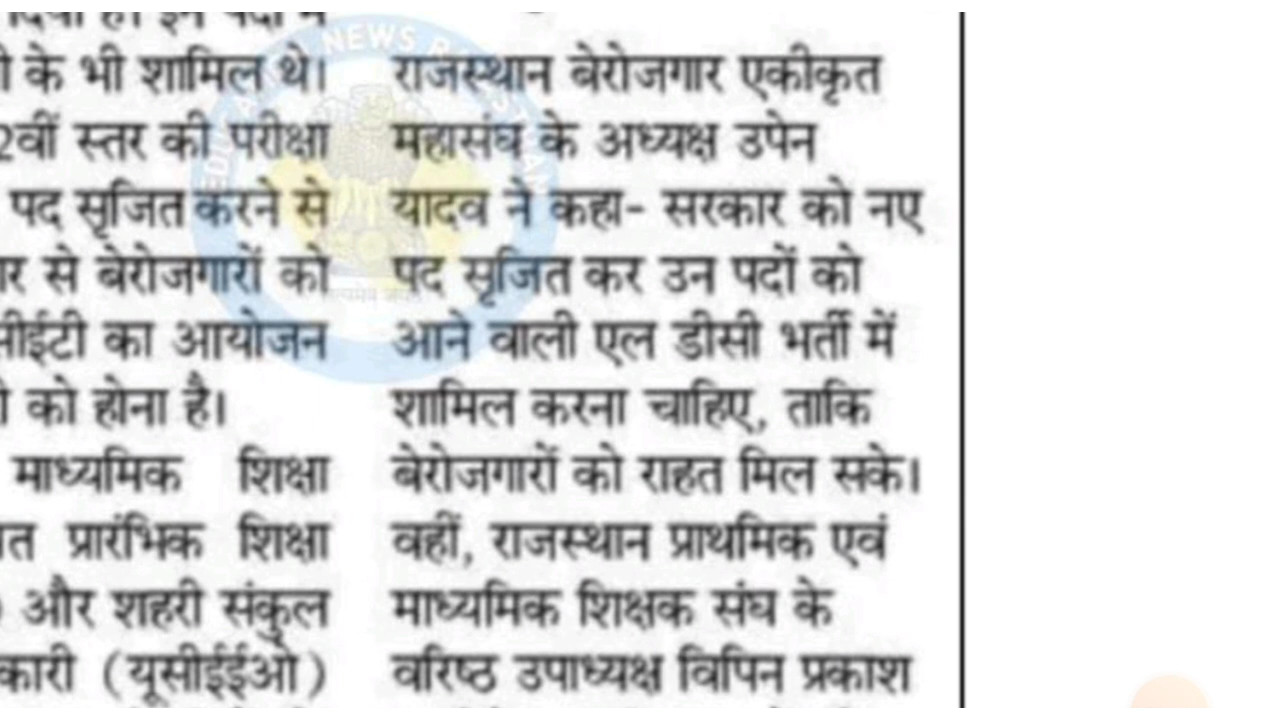 के भी शामिल थे।
2वीं स्तर की परीक्षा
पद सृजित करने से
से बेरोजगारों को
का आयोजन
को होना है।
माध्यमिक शिक्षा
प्रारंभिक शिक्षा
और शहरी संकुल
(यूसीईईओ)
राजस्थान बेरोजगार एकीकृत
महासंघ के अध्यक्ष उपेन
यादव ने कहा- सरकार को नए
पद सृजित कर उन पदों को
आने वाली एल डीसी भर्ती में
शामिल करना चाहिए, ताकि
बेरोजगारों को राहत मिल सके।
वहीं, राजस्थान प्राथमिक एवं
माध्यमिक शिक्षक संघ के
वरिष्ठ उपाध्यक्ष विपिन प्रकाश